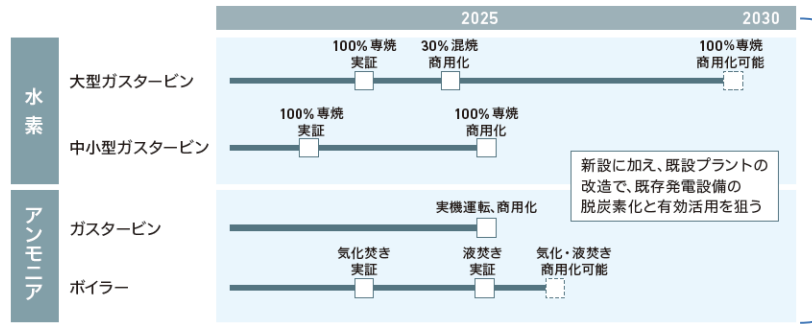 2025
2030
水素
大型ガスタービン
100%専焼
実証
30%混焼
商用化
100%専焼
商用化可能
中小型ガスタービン
100%専焼
実証
100%専焼
商用化
新設に加え、既設プラントの
改造で、既存発電設備の
脱炭素化と有効活用を狙う
アンモニア
ガスタービン
実機運転、商用化
ボイラー
気化焚き
実証
液焚き
実証
気化・液焚き
商用化可能